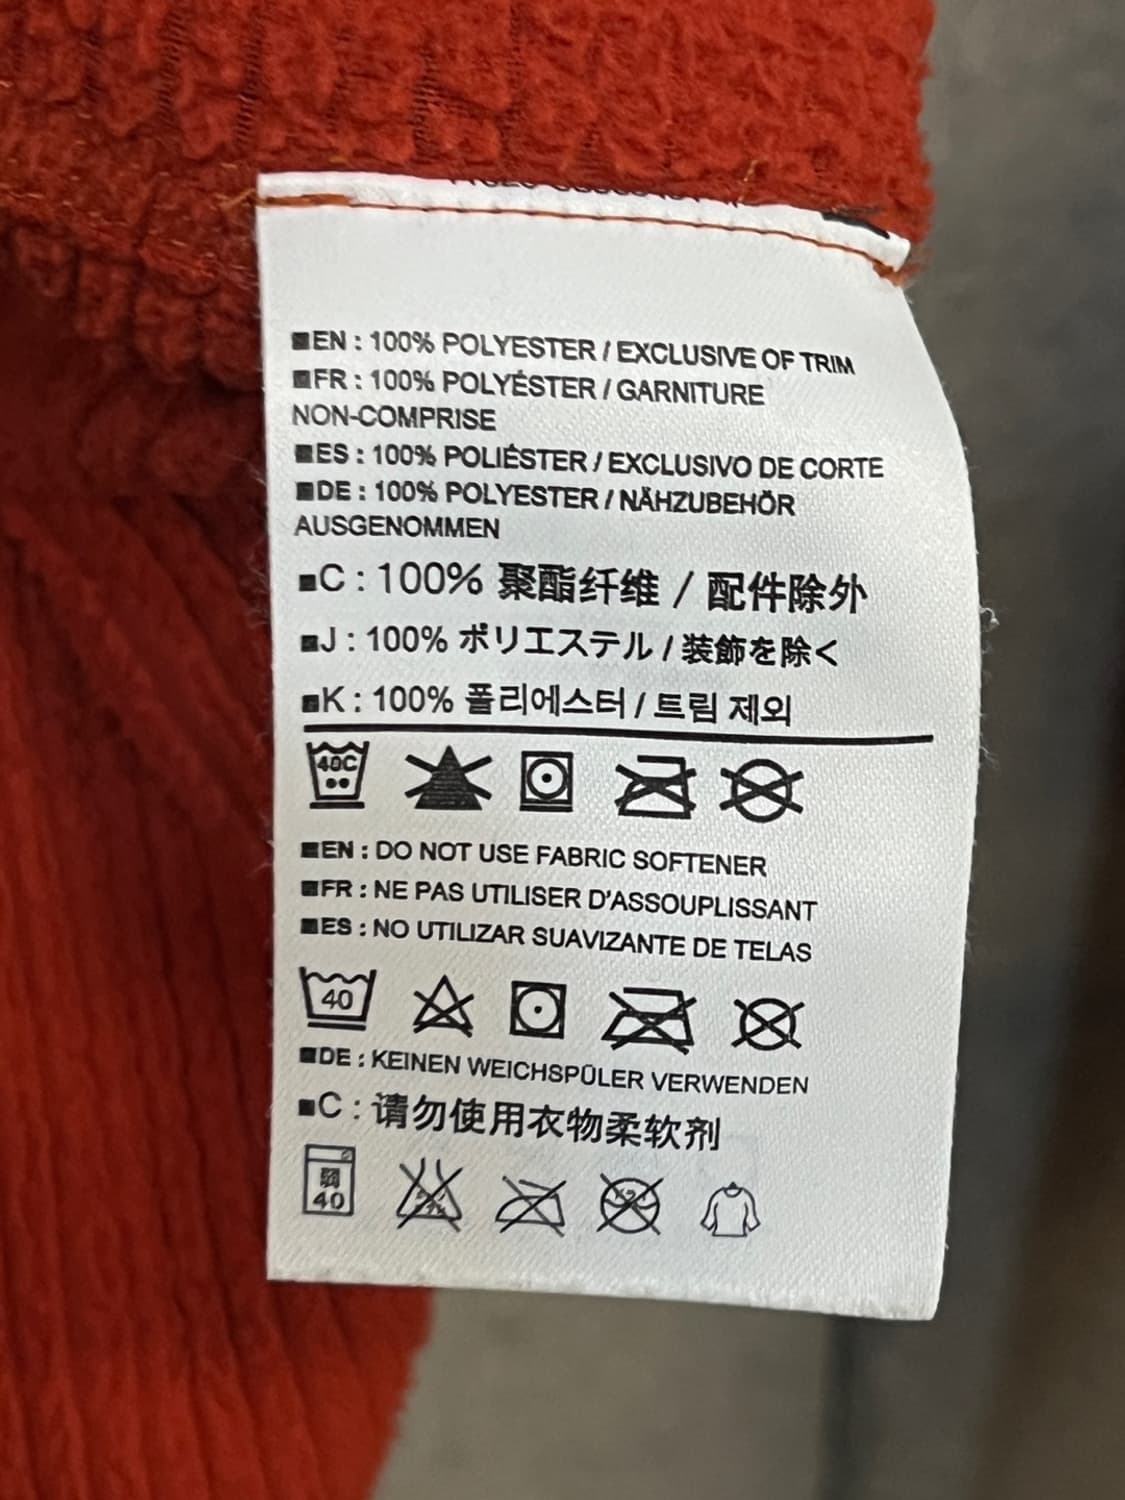 ■EN : 100% POLYESTER / EXCLUSIVE OF TRIM
■FR : 100% POLYÉSTER / GARNITURE
NON-COMPRISE
■ES : 100% POLIÉSTER / EXCLUSIVO DE CORTE
■DE : 100% POLYESTER / NÄHZUBEHÖR
AUSGENOMMEN
■C : 100% 聚酯纤维 / 配件除外
■J : 100% ポリエステル / 装飾を除く
■K : 100% 폴리에스터 / 트림 제외
40C
■EN : DO NOT USE FABRIC SOFTENER
■FR : NE PAS UTILISER D'ASSOUPLISSANT
■ES : NO UTILIZAR SUAVIZANTE DE TELAS
40
■DE : KEINEN WEICHSPÜLER VERWENDEN
■C : 请勿使用衣物柔软剂
弱
40